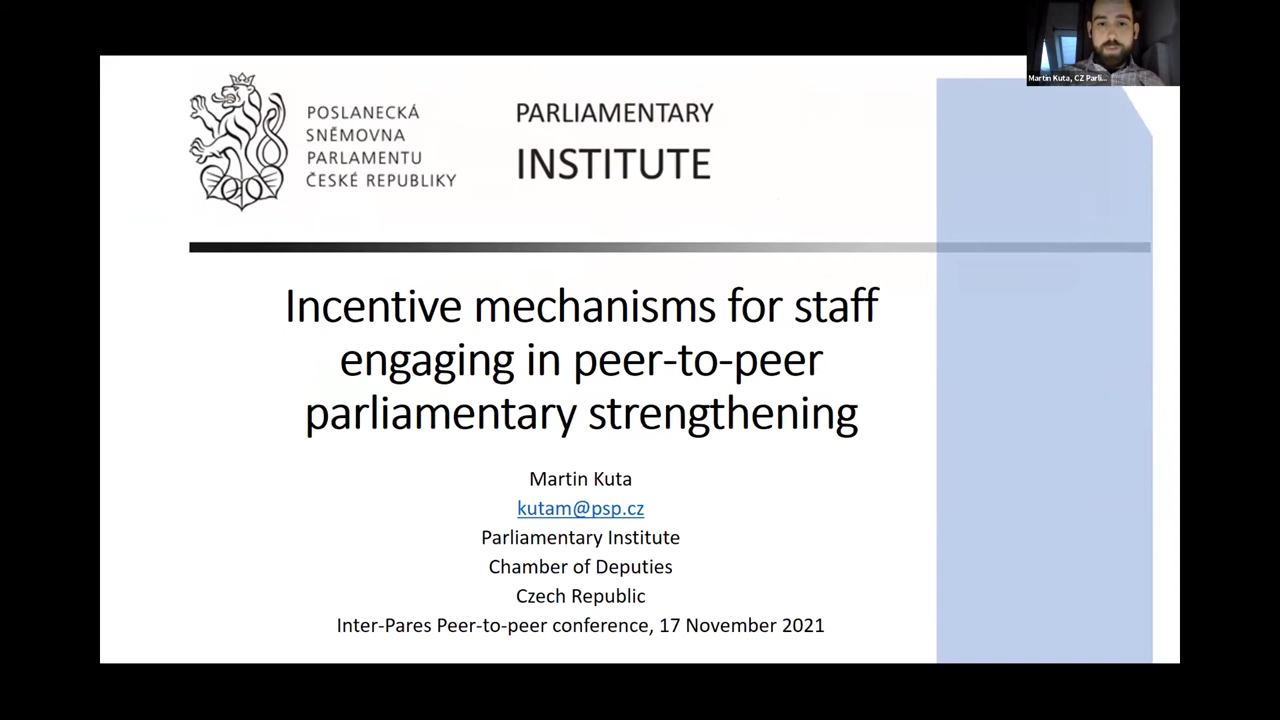 Martin Kuta, CZ Parli...
POSLANECKÁ
SNĚMOVNA
PARLAMENTU
ČESKÉ REPUBLIKY
PARLIAMENTARY
INSTITUTE
Incentive mechanisms for staff
engaging in peer-to-peer
parliamentary strengthening
Martin Kuta
kutam@psp.cz
Parliamentary Institute
Chamber of Deputies
Czech Republic
Inter-Pares Peer-to-peer conference, 17 November 2021